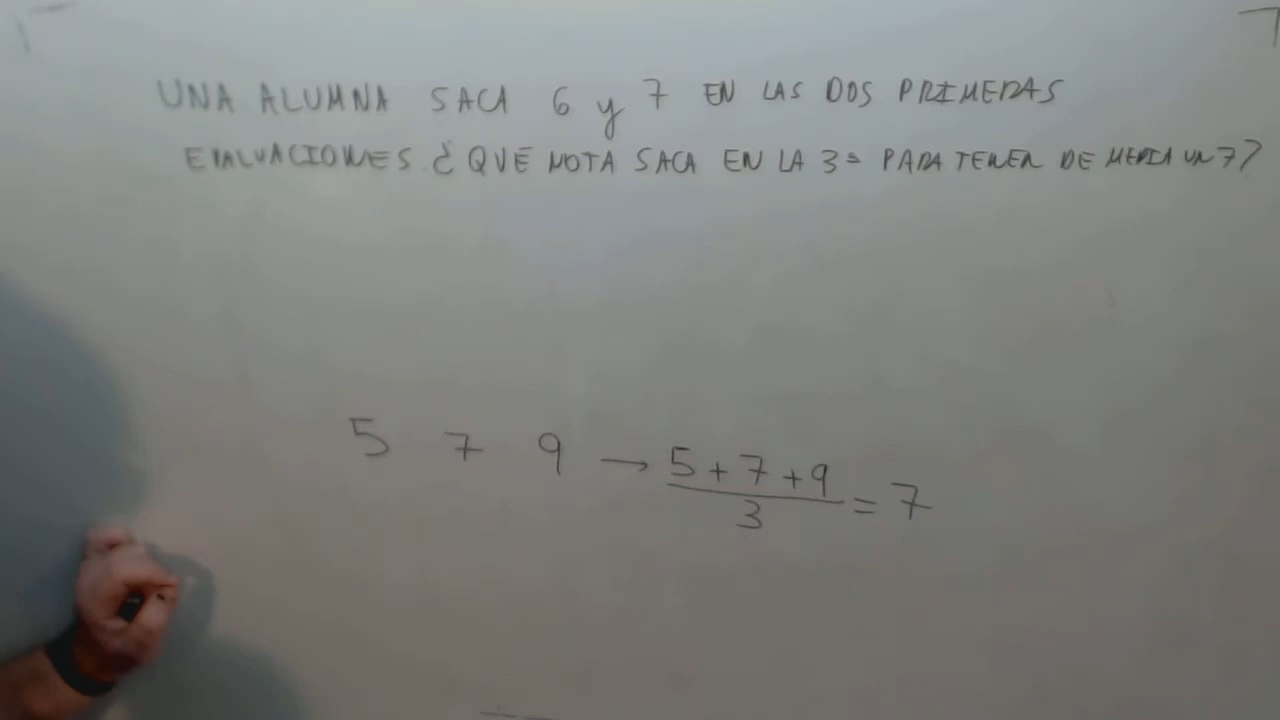 UNA ALUMNA SACA 6 y 7 EN LAS DOS PRIMERAS
EVALUACIONES ¿QUÉ NOTA SACA EN LA 3ª PARA TENER DE MEDIA UN 7?
5 7 9 → (5+7+9)/3 = 7